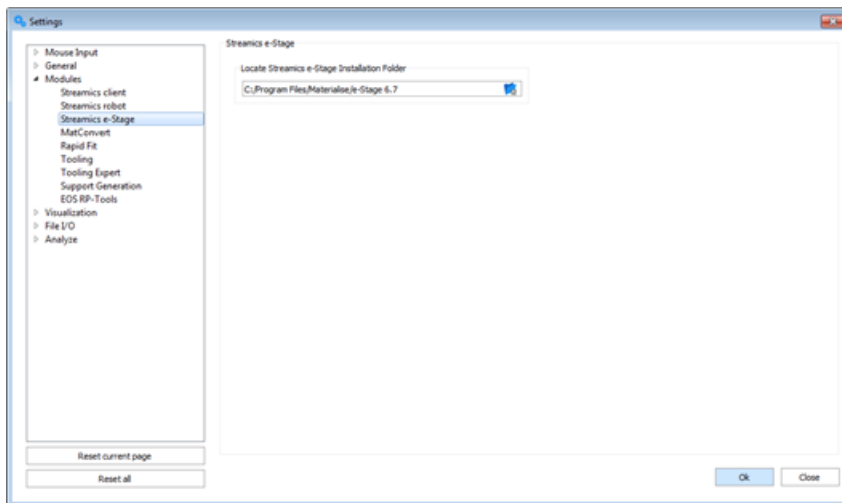 Settings
Mouse Input
General
Modules
Streamics client
Streamics robot
Streamics e-Stage
MatConvert
Rapid Fit
Tooling
Tooling Expert
Support Generation
EOS RP-Tools
Visualization
File I/O
Analyze
Reset current page
Reset all
Streamics e-Stage
Locate Streamics e-Stage Installation Folder
C:/Program Files/Materialise/e-Stage 6.7
Ok
Close